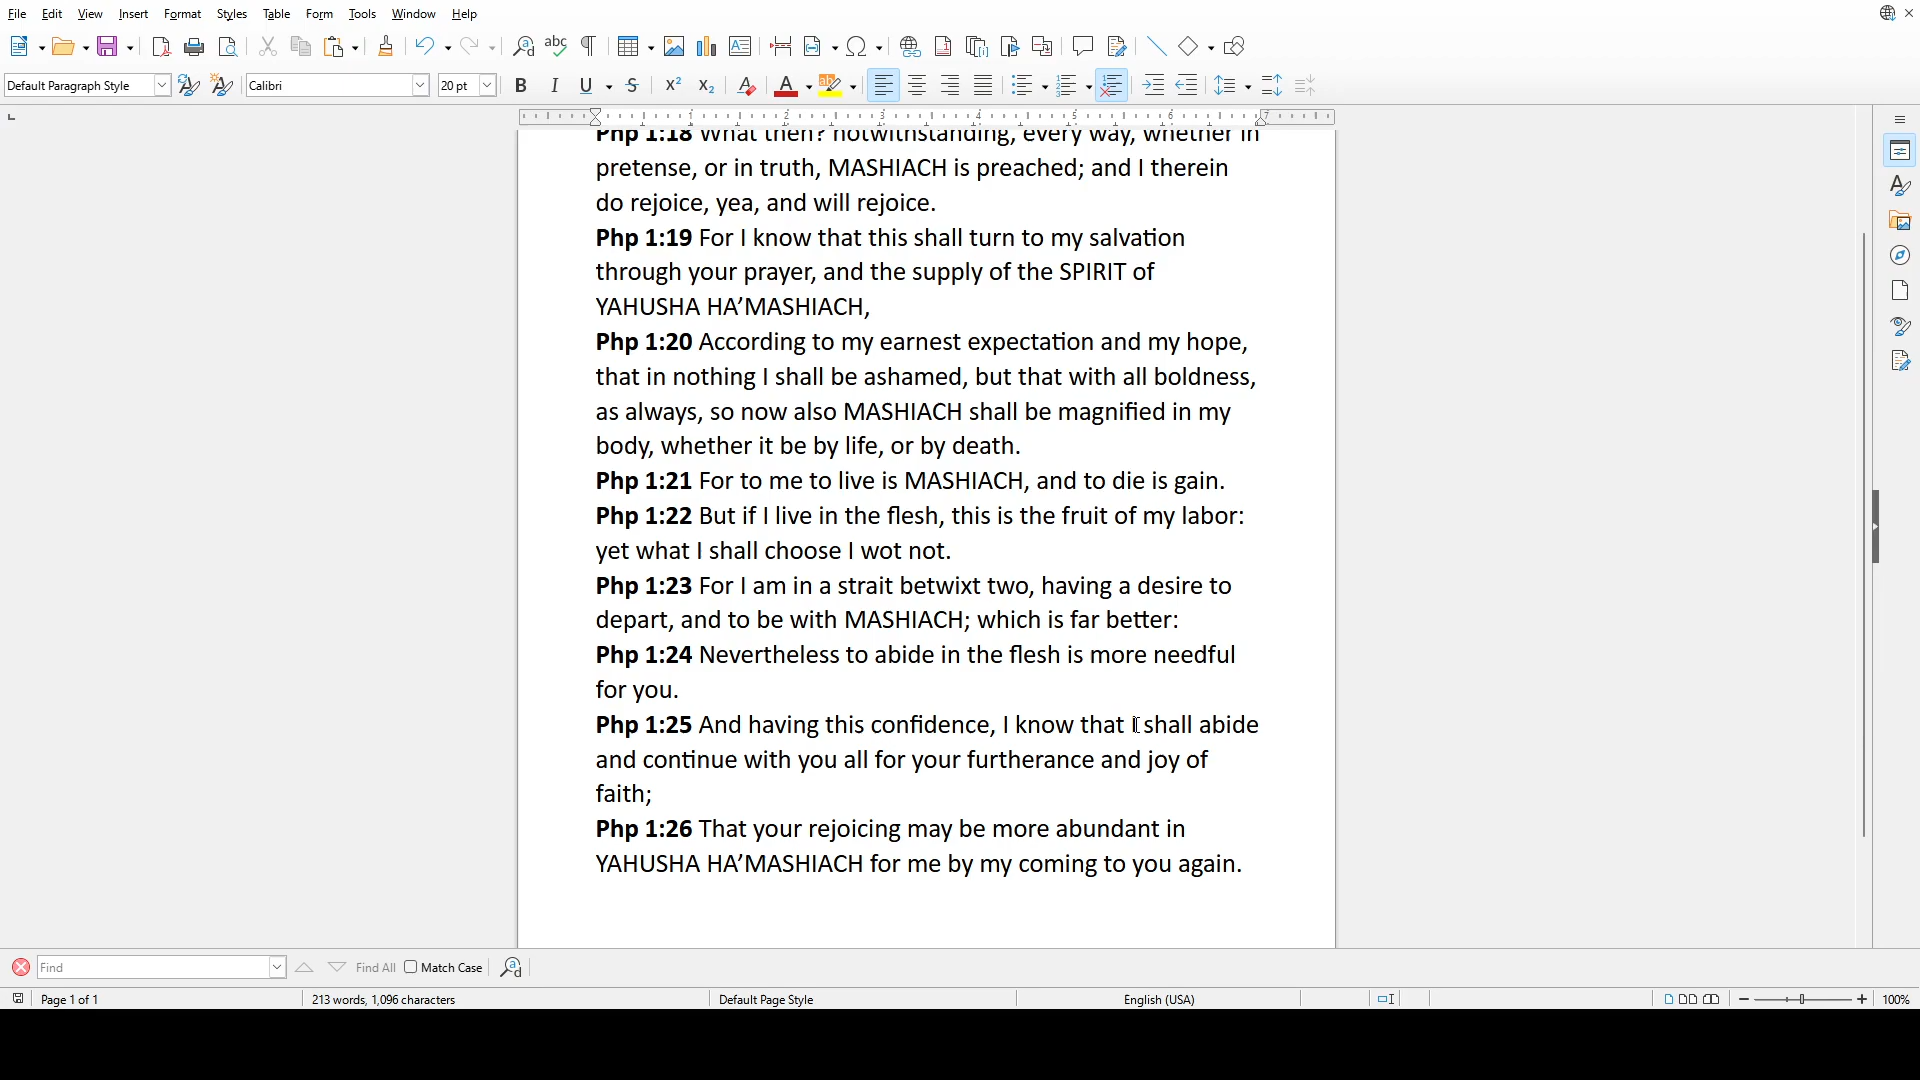 File Edit View Insert Format Styles Table Form Tools Window Help
Default Paragraph Style Calibri 20 pt
1 2 3 4 5 6 7
Php 1:18 What then? notwithstanding, every way, whether in
pretense, or in truth, MASHIACH is preached; and I therein
do rejoice, yea, and will rejoice.
Php 1:19 For I know that this shall turn to my salvation
through your prayer, and the supply of the SPIRIT of
YAHUSHA HA’MASHIACH,
Php 1:20 According to my earnest expectation and my hope,
that in nothing I shall be ashamed, but that with all boldness,
as always, so now also MASHIACH shall be magnified in my
body, whether it be by life, or by death.
Php 1:21 For to me to live is MASHIACH, and to die is gain.
Php 1:22 But if I live in the flesh, this is the fruit of my labor:
yet what I shall choose I wot not.
Php 1:23 For I am in a strait betwixt two, having a desire to
depart, and to be with MASHIACH; which is far better:
Php 1:24 Nevertheless to abide in the flesh is more needful
for you.
Php 1:25 And having this confidence, I know that I shall abide
and continue with you all for your furtherance and joy of
faith;
Php 1:26 That your rejoicing may be more abundant in
YAHUSHA HA’MASHIACH for me by my coming to you again.
Find Find All Match Case
Page 1 of 1 213 words, 1,096 characters Default Page Style English (USA) 100%